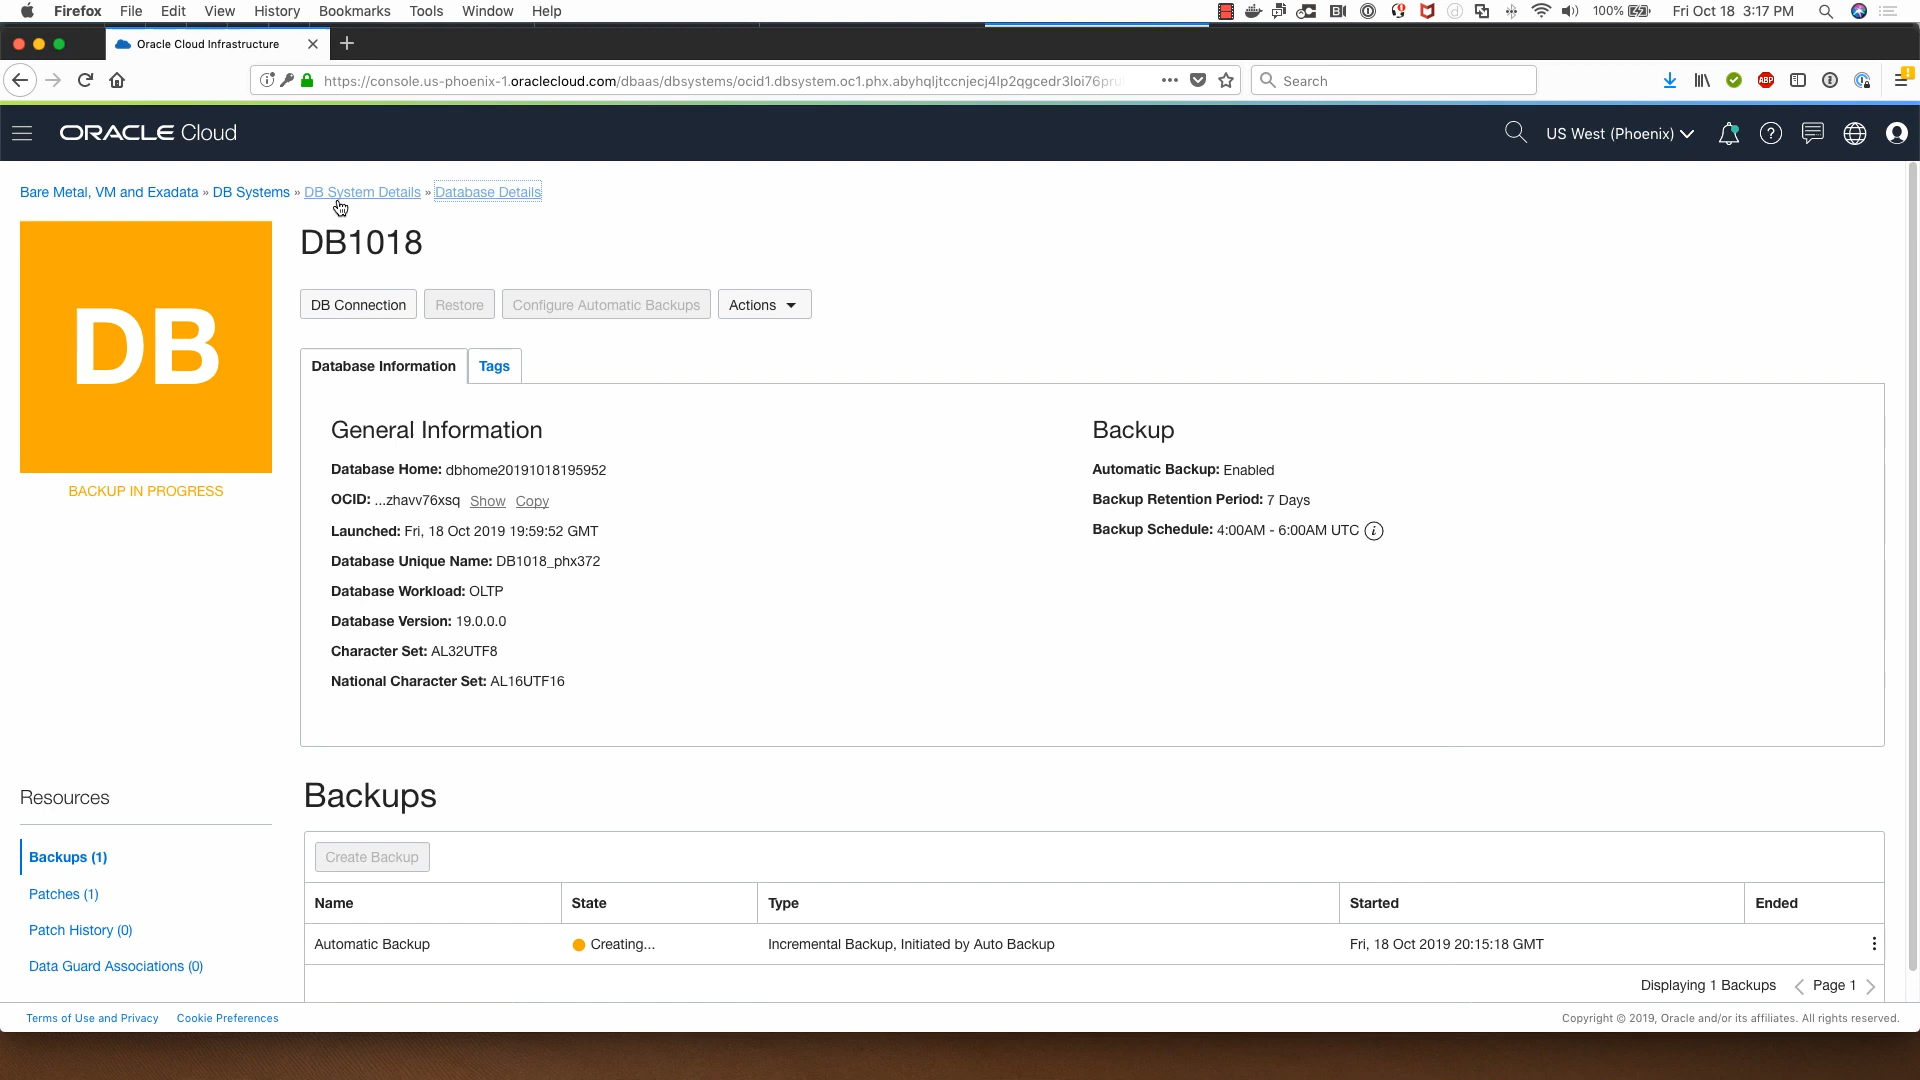 Firefox File Edit View History Bookmarks Tools Window Help 100% Fri Oct 18 3:17 PM
Oracle Cloud Infrastructure
https://console.us-phoenix-1.oraclecloud.com/dbaas/dbsystems/ocid1.dbsystem.oc1.phx.abyhqljtccnjecj4lp2qgcedr3loi76pru Search
ORACLE Cloud US West (Phoenix)
Bare Metal, VM and Exadata » DB Systems » DB System Details » Database Details
DB
BACKUP IN PROGRESS
DB1018
DB Connection Restore Configure Automatic Backups Actions
Database Information Tags
General Information
Database Home: dbhome20191018195952
OCID: ...zhavv76xsq Show Copy
Launched: Fri, 18 Oct 2019 19:59:52 GMT
Database Unique Name: DB1018_phx372
Database Workload: OLTP
Database Version: 19.0.0.0
Character Set: AL32UTF8
National Character Set: AL16UTF16
Backup
Automatic Backup: Enabled
Backup Retention Period: 7 Days
Backup Schedule: 4:00AM - 6:00AM UTC
Resources
Backups (1)
Patches (1)
Patch History (0)
Data Guard Associations (0)
Backups
Create Backup
Name State Type Started Ended
Automatic Backup Creating... Incremental Backup, Initiated by Auto Backup Fri, 18 Oct 2019 20:15:18 GMT
Displaying 1 Backups Page 1
Terms of Use and Privacy Cookie Preferences Copyright © 2019, Oracle and/or its affiliates. All rights reserved.